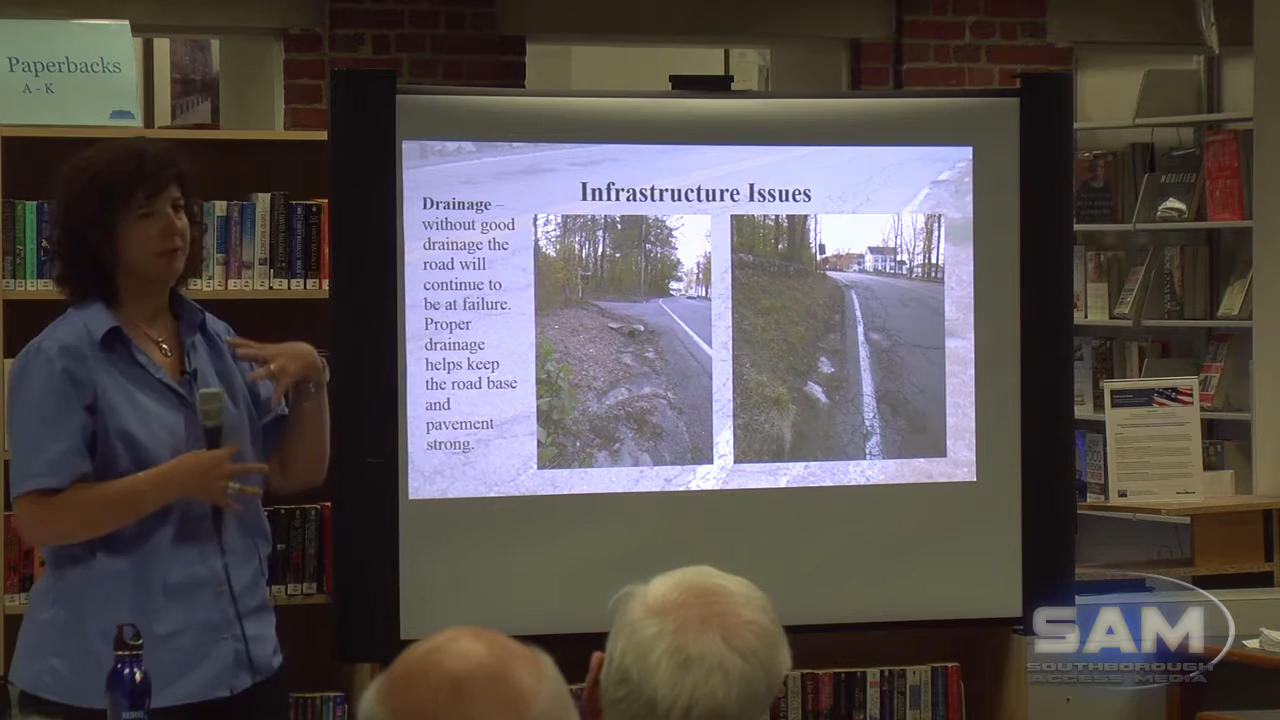 Paperbacks
A - K
Infrastructure Issues
Drainage –
without good
drainage the
road will
continue to
be at failure.
Proper
drainage
helps keep
the road base
and
pavement
strong.
MODIFIED
SAM
SOUTHBOROUGH
ACCESS MEDIA